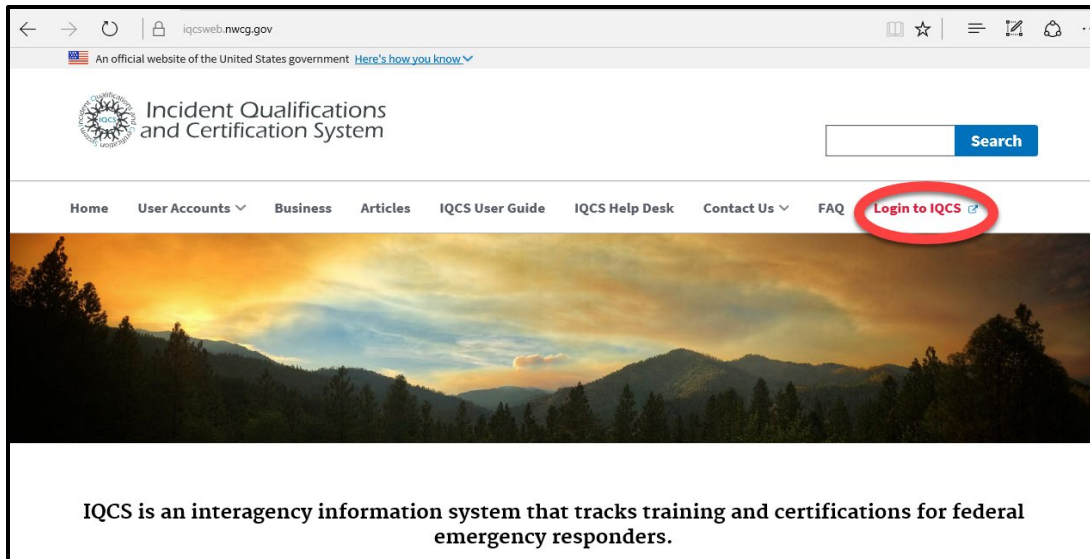 iqcsweb.nwcg.gov
An official website of the United States government Here's how you know
Incident Qualifications
and Certification System
IQCS
Search
Home User Accounts Business Articles IQCS User Guide IQCS Help Desk Contact Us FAQ Login to IQCS
IQCS is an interagency information system that tracks training and certifications for federal
emergency responders.